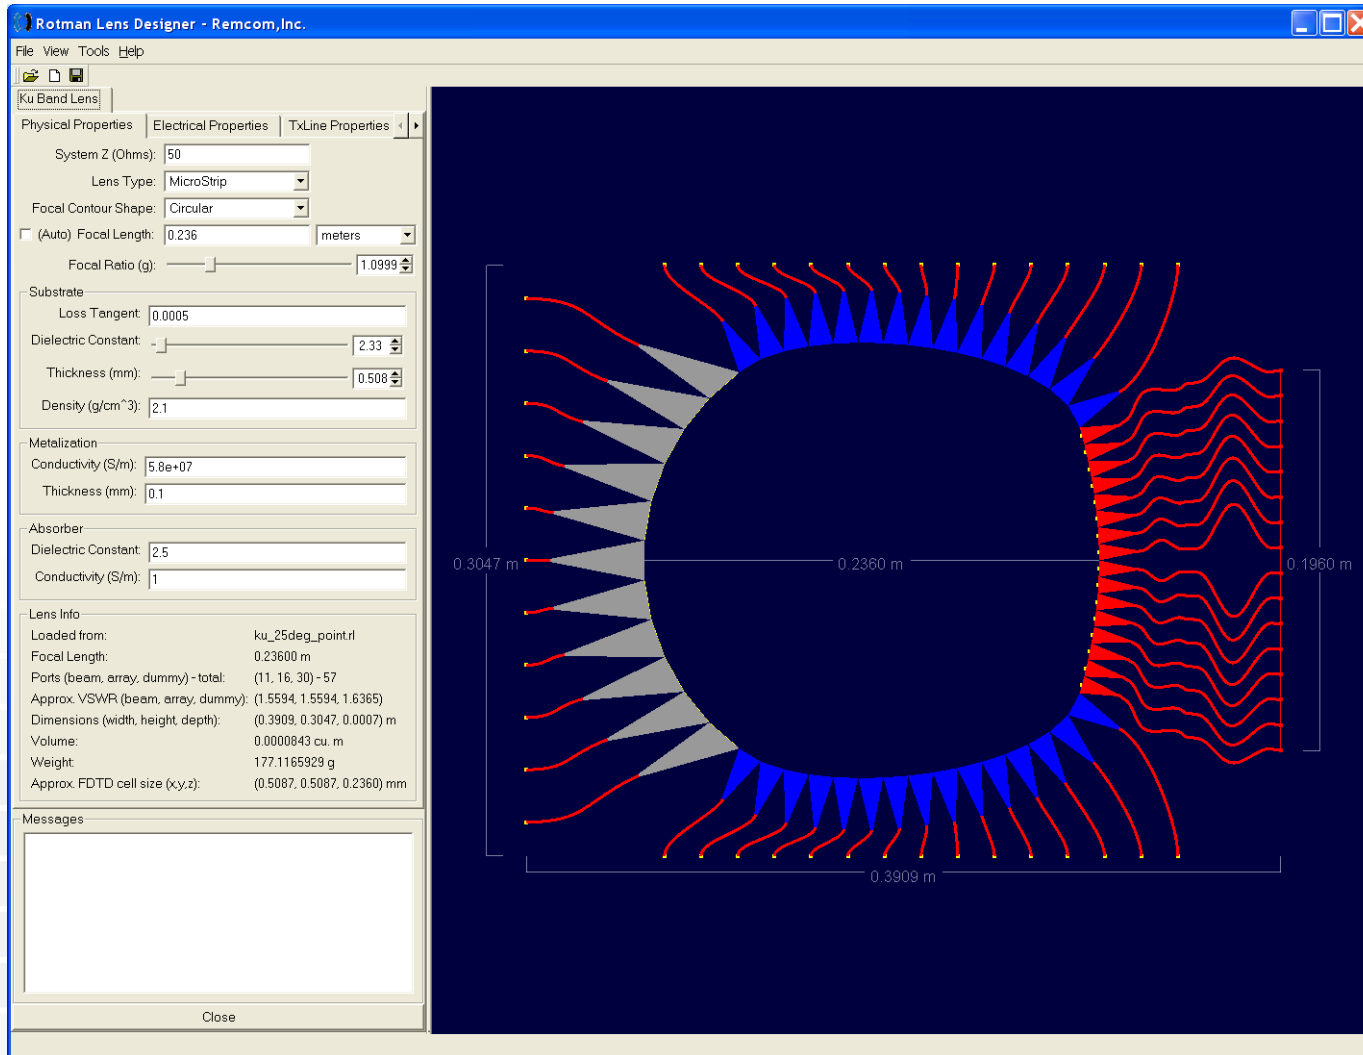 Rotman Lens Designer - Remcom,Inc.
File View Tools Help
Ku Band Lens
Physical Properties Electrical Properties TxLine Properties
System Z (Ohms): 50
Lens Type: MicroStrip
Focal Contour Shape: Circular
(Auto) Focal Length: 0.236 meters
Focal Ratio (g): 1.0999
Substrate
Loss Tangent: 0.0005
Dielectric Constant: 2.33
Thickness (mm): 0.508
Density (g/cm^3): 2.1
Metalization
Conductivity (S/m): 5.8e+07
Thickness (mm): 0.1
Absorber
Dielectric Constant: 2.5
Conductivity (S/m): 1
Lens Info
Loaded from: ku_25deg_point.rl
Focal Length: 0.23600 m
Ports (beam, array, dummy) - total: (11, 16, 30) - 57
Approx. VSWR (beam, array, dummy): (1.5594, 1.5594, 1.6365)
Dimensions (width, height, depth): (0.3909, 0.3047, 0.0007) m
Volume: 0.0000843 cu. m
Weight: 177.1165929 g
Approx. FDTD cell size (x,y,z): (0.5087, 0.5087, 0.2360) mm
Messages
Close
0.3047 m
0.2360 m
0.1960 m
0.3909 m